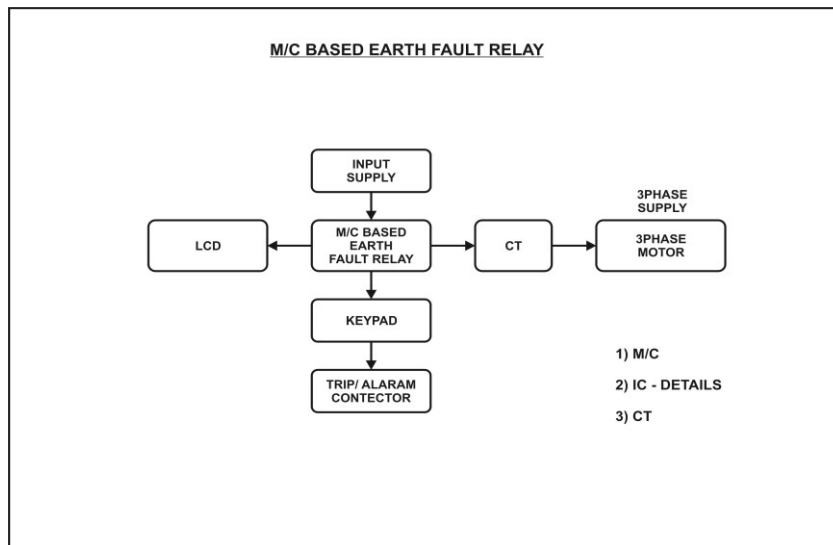 M/C BASED EARTH FAULT RELAY
INPUT
SUPPLY
3PHASE
SUPPLY
LCD
M/C BASED
EARTH
FAULT RELAY
CT
3PHASE
MOTOR
KEYPAD
TRIP/ ALARAM
CONTECTOR
1) M/C
2) IC - DETAILS
3) CT